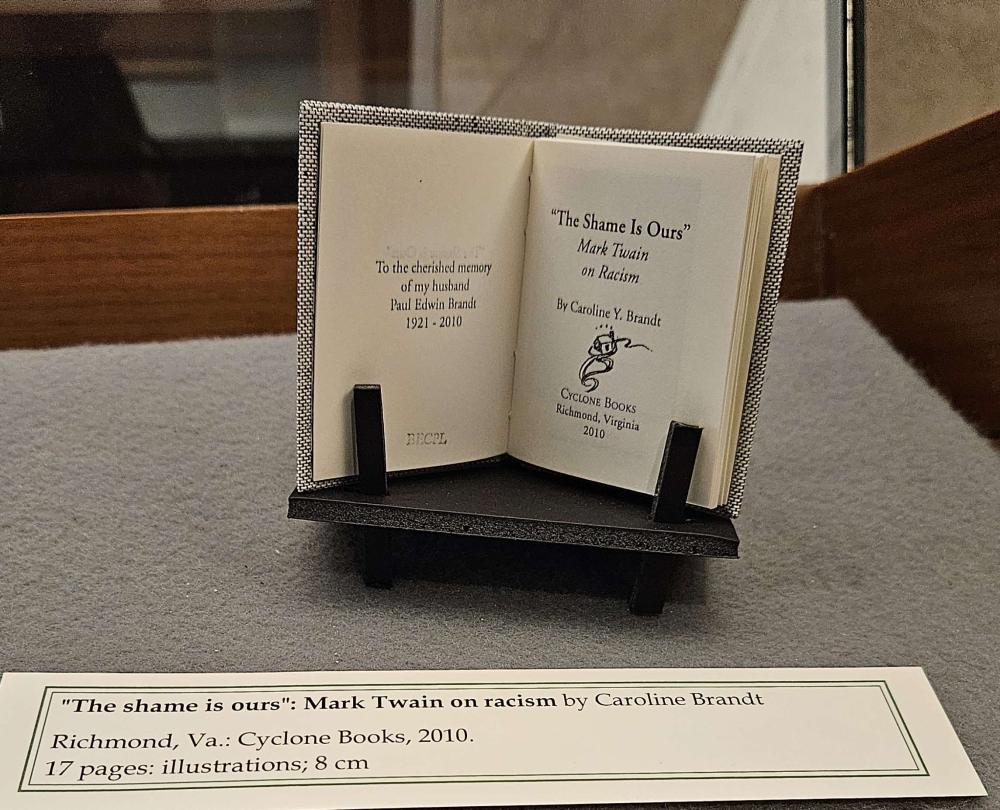 To the cherished memory
of my husband
Paul Edwin Brandt
1921 - 2010
BECPL
“The Shame Is Ours”
Mark Twain
on Racism
By Caroline Y. Brandt
Cyclone Books
Richmond, Virginia
2010
"The shame is ours": Mark Twain on racism by Caroline Brandt
Richmond, Va.: Cyclone Books, 2010.
17 pages: illustrations; 8 cm